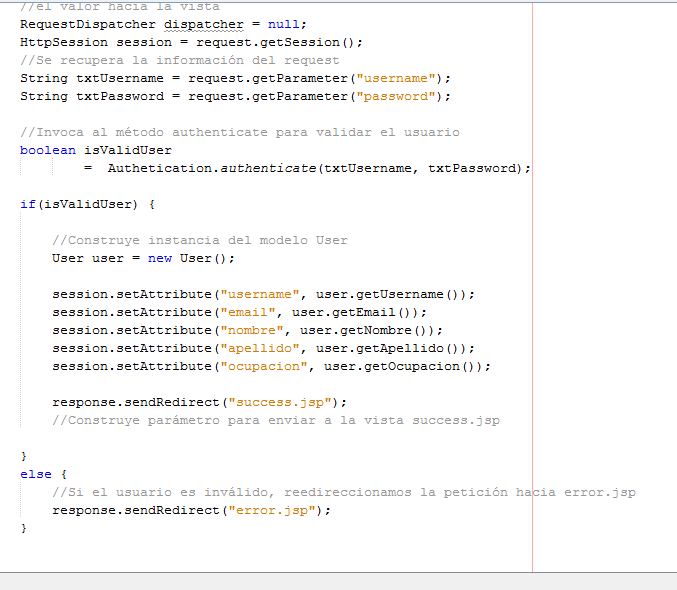 //el valor hacia la vista
RequestDispatcher dispatcher = null;
HttpSession session = request.getSession();
//Se recupera la información del request
String txtUsername = request.getParameter("username");
String txtPassword = request.getParameter("password");
//Invoca al método authenticate para validar el usuario
boolean isValidUser
= Authetication.authenticate(txtUsername, txtPassword);
if(isValidUser) {
//Construye instancia del modelo User
User user = new User();
session.setAttribute("username", user.getUsername());
session.setAttribute("email", user.getEmail());
session.setAttribute("nombre", user.getNombre());
session.setAttribute("apellido", user.getApellido());
session.setAttribute("ocupacion", user.getOcupacion());
response.sendRedirect("success.jsp");
//Construye parámetro para enviar a la vista success.jsp
}
else {
//Si el usuario es inválido, reedireccionamos la petición hacia error.jsp
response.sendRedirect("error.jsp");
}